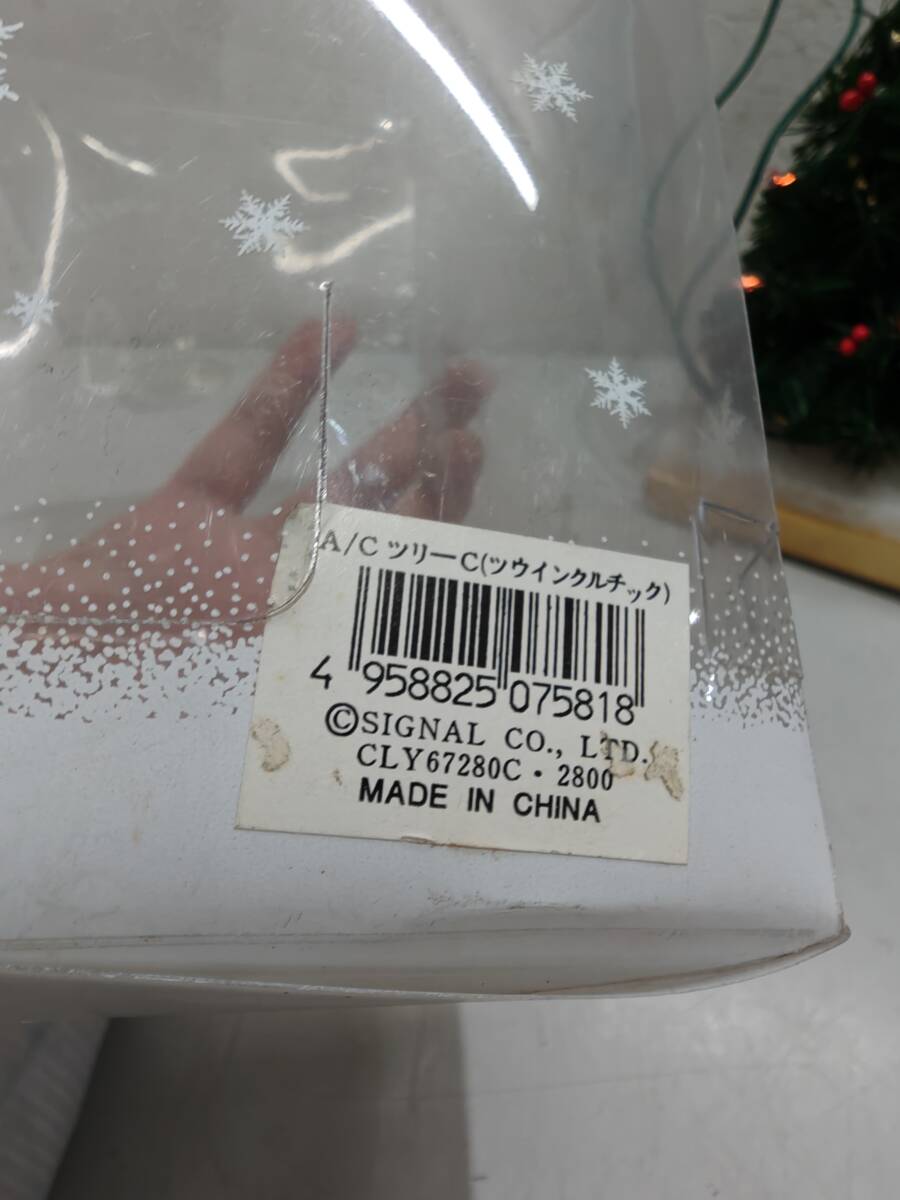 A/C ツリーC(ツウインクルチック)
4 958825 075818
©SIGNAL CO., LTD.
CLY67280C・2800
MADE IN CHINA